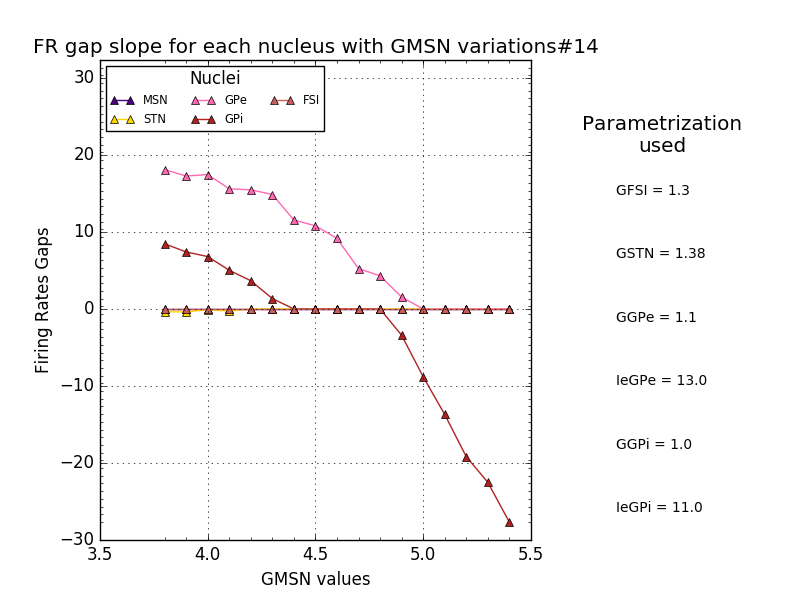 FR gap slope for each nucleus with GMSN variations#14
Nuclei
MSN
GPe
FSI
STN
GPi
30
20
10
0
−10
−20
−30
Firing Rates Gaps
3.5
4.0
4.5
5.0
5.5
GMSN values
Parametrization
used
GFSI = 1.3
GSTN = 1.38
GGPe = 1.1
IeGPe = 13.0
GGPi = 1.0
IeGPi = 11.0